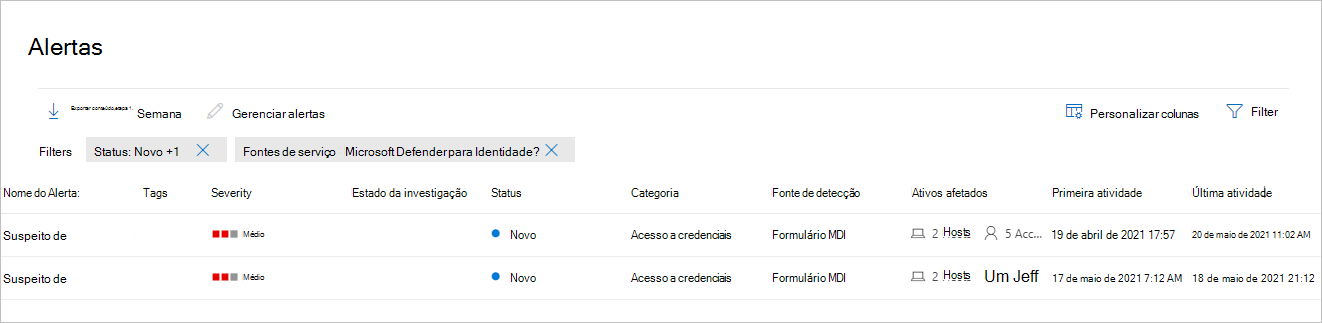 Alertas
Exportar conteúdo,etapa 1. Semana Gerenciar alertas Personalizar colunas Filter
Filters Status: Novo +1 Fontes de serviço Microsoft Defender para Identidade?
Nome do Alerta: Tags Severity Estado da investigação Status Categoria Fonte de detecção Ativos afetados Primeira atividade Última atividade
Suspeito de Médio Novo Acesso a credenciais Formulário MDI 2 Hosts 5 Acc... 19 de abril de 2021 17:57 20 de maio de 2021 11:02 AM
Suspeito de Médio Novo Acesso a credenciais Formulário MDI 2 Hosts Um Jeff 17 de maio de 2021 7:12 AM 18 de maio de 2021 21:12